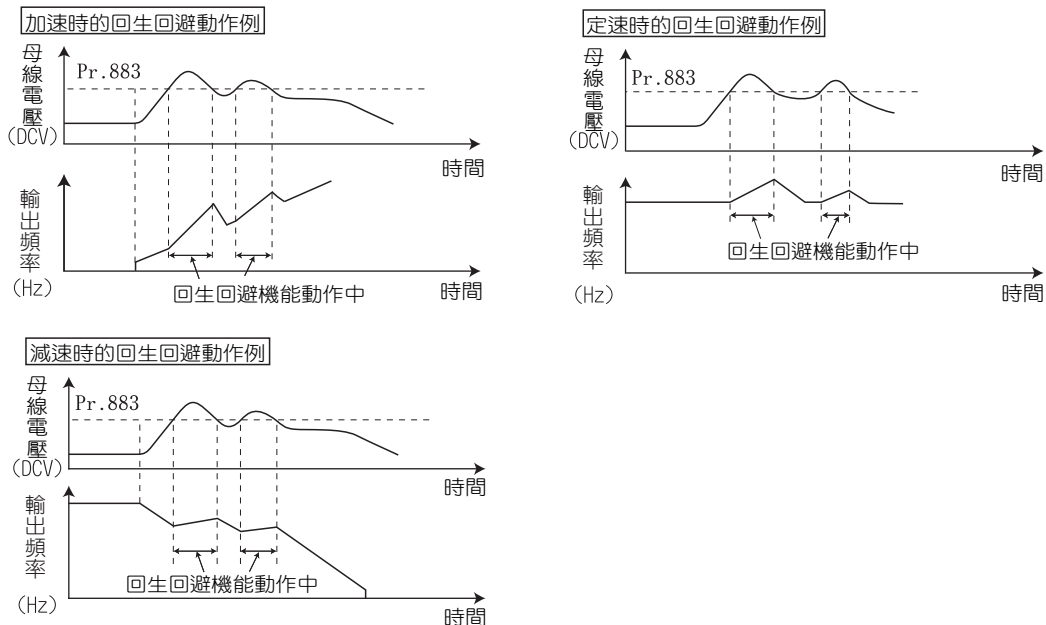 加速時的回生回避動作例
母線電壓
(DCV)
Pr.883
時間
輸出頻率
(Hz)
回生回避機能動作中
時間
定速時的回生回避動作例
母線電壓
(DCV)
Pr.883
時間
輸出頻率
(Hz)
回生回避機能動作中
時間
減速時的回生回避動作例
母線電壓
(DCV)
Pr.883
時間
輸出頻率
(Hz)
回生回避機能動作中
時間